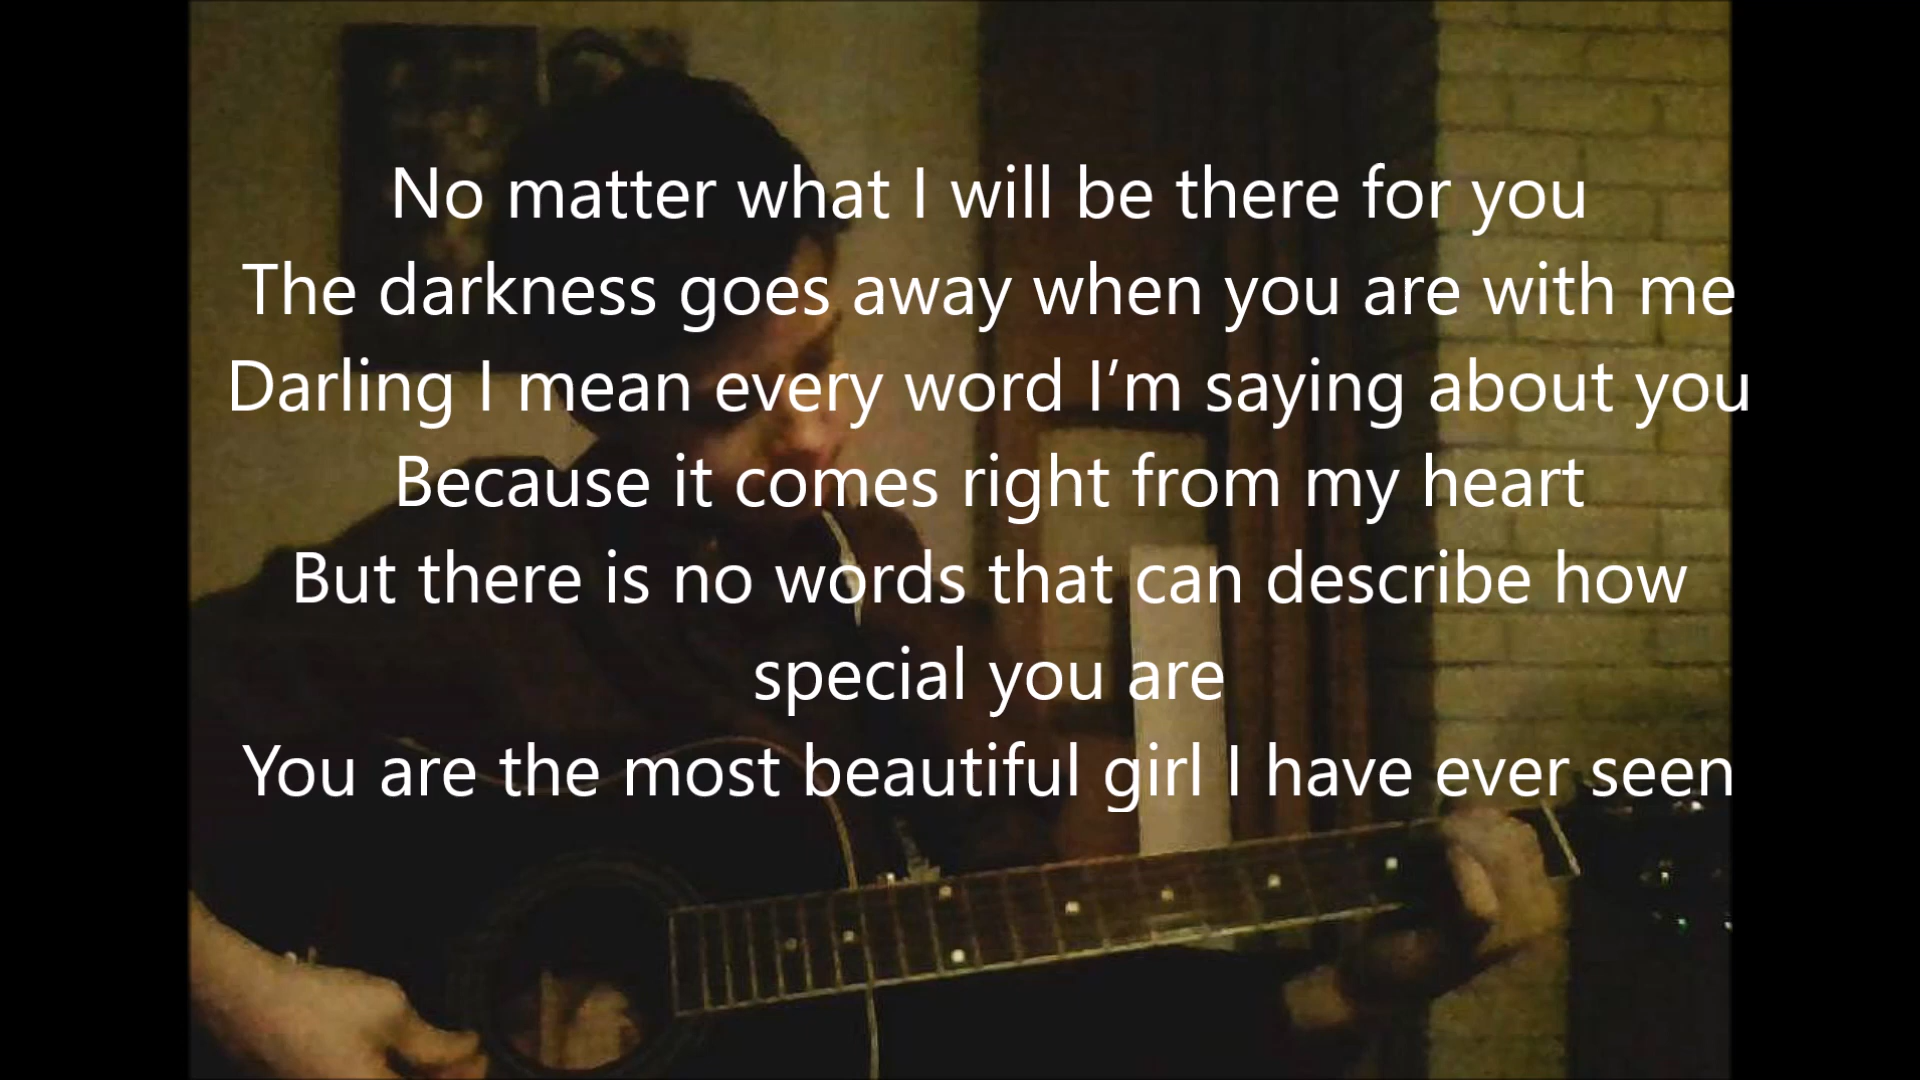 No matter what I will be there for you
The darkness goes away when you are with me
Darling I mean every word I’m saying about you
Because it comes right from my heart
But there is no words that can describe how
special you are
You are the most beautiful girl I have ever seen